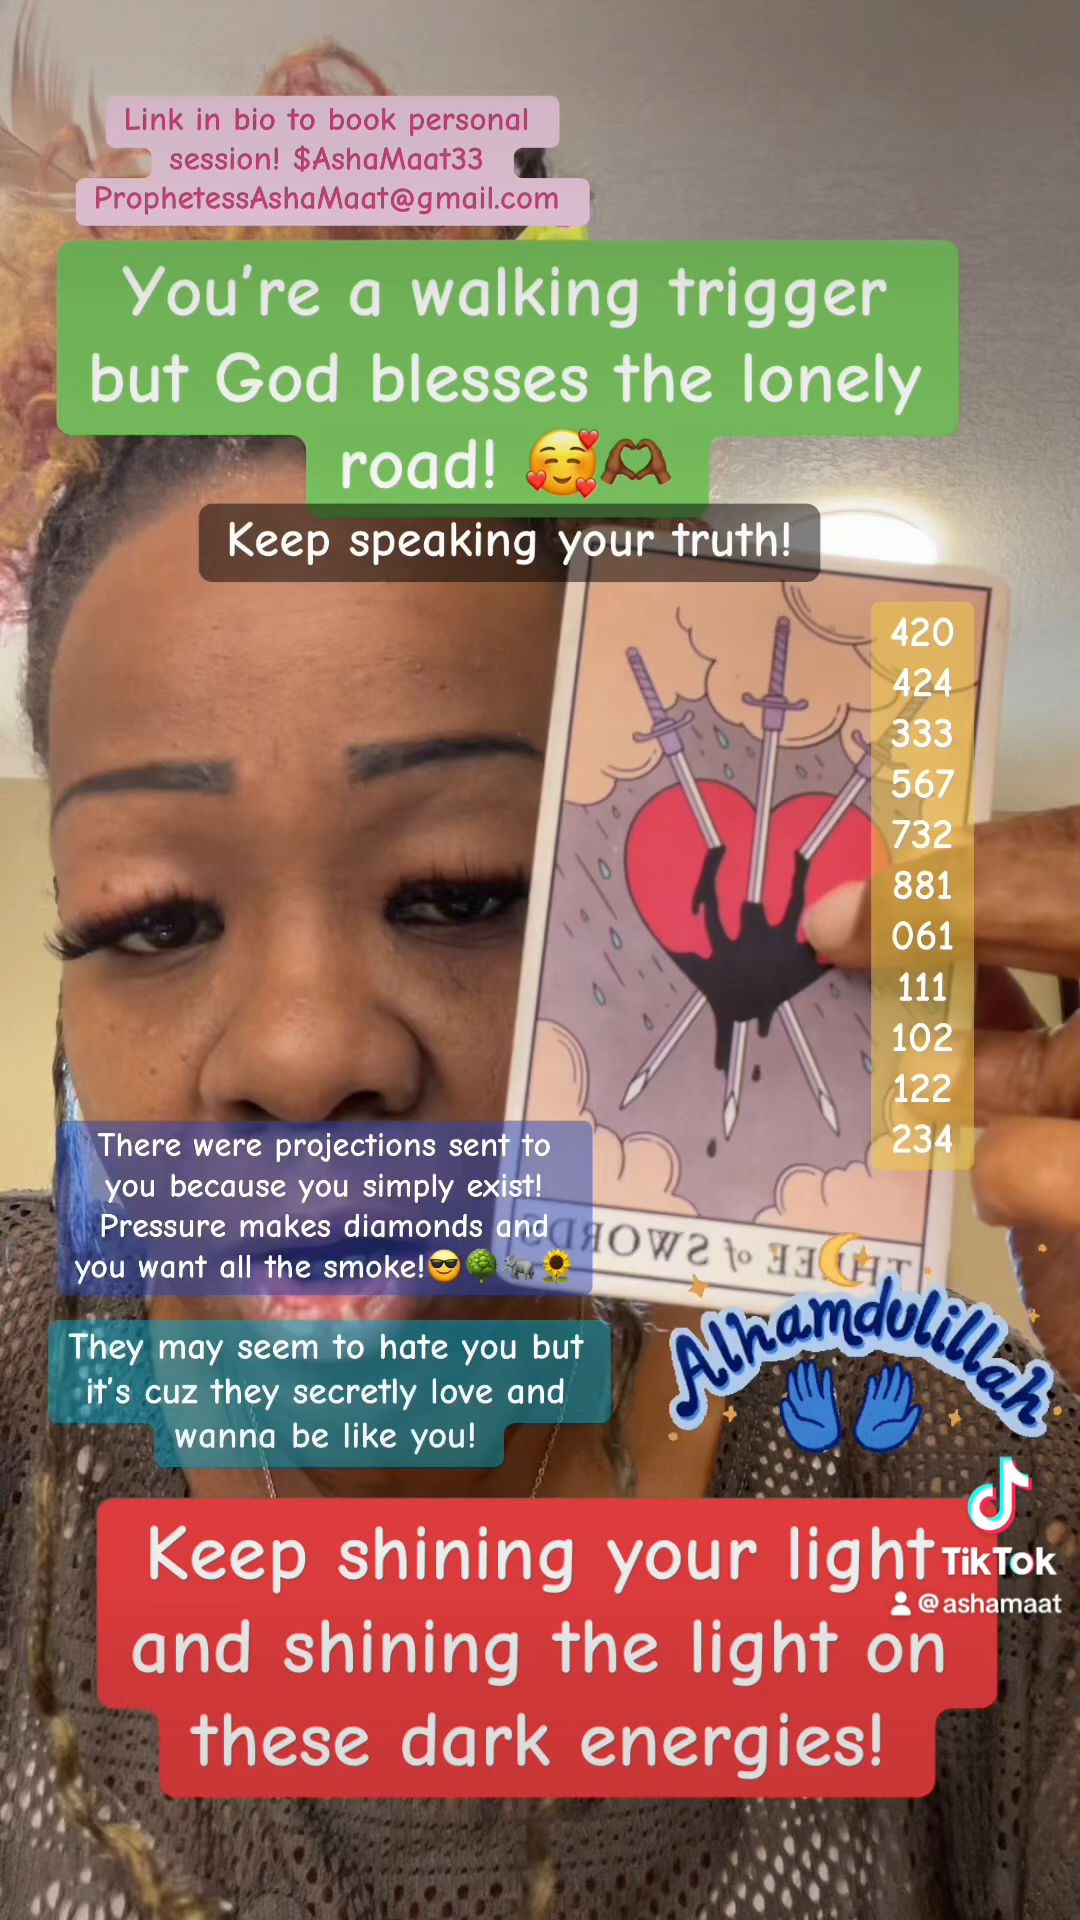 Link in bio to book personal
session! $AshaMaat33
ProphetessAshaMaat@gmail.com
You're a walking trigger
but God blesses the lonely
road! 🥰🫶🏾
Keep speaking your truth!
420
424
333
567
732
881
061
111
102
122
234
THREE of SWORDS
There were projections sent to
you because you simply exist!
Pressure makes diamonds and
you want all the smoke!😎🌳🦏🌻
They may seem to hate you but
it's cuz they secretly love and
wanna be like you!
Alhamdulillah
Keep shining your light
and shining the light on
these dark energies!
TikTok
@ashamaat